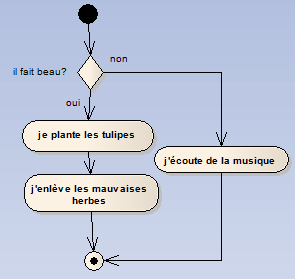 non
il fait beau?
oui
je plante les tulipes
j'écoute de la musique
j'enlève les mauvaises
herbes